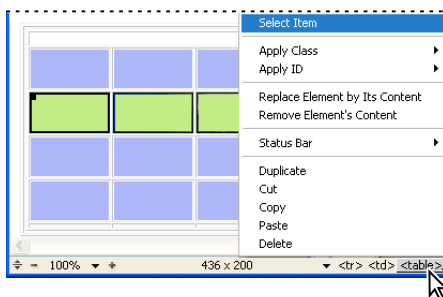 Select Item
Apply Class
Apply ID
Replace Element by Its Content
Remove Element's Content
Status Bar
Duplicate
Cut
Copy
Paste
Delete
100% 436 x 200 <tr> <td> <table>